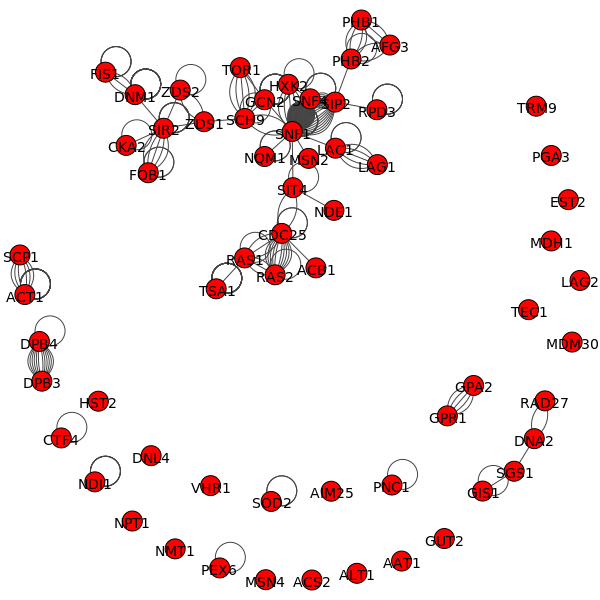 PHB1
AFG3
PHB2
FIS1
DNM1
ZDS2
TOR1
HXK2
GCN2
SNF4
SIP2
RPD3
TRM9
SIR2
ZDS1
SCH9
SNF1
CKA2
NQM1
MSN2
LAC1
LAG1
PGA3
FOB1
SIT4
EST2
NDE1
CDC25
MDH1
SCP1
RAS1
RAS2
ACB1
LAG2
ACT1
TSA1
TEC1
DPB4
MDM30
DPB3
GPA2
HST2
GPR1
RAD27
CTF4
DNA2
DNL4
SGS1
NDI1
VHR1
SOD2
AIM25
PNC1
GIS1
NPT1
NMT1
GUT2
PEX6
MSN4
ACS2
ALT1
AAT1